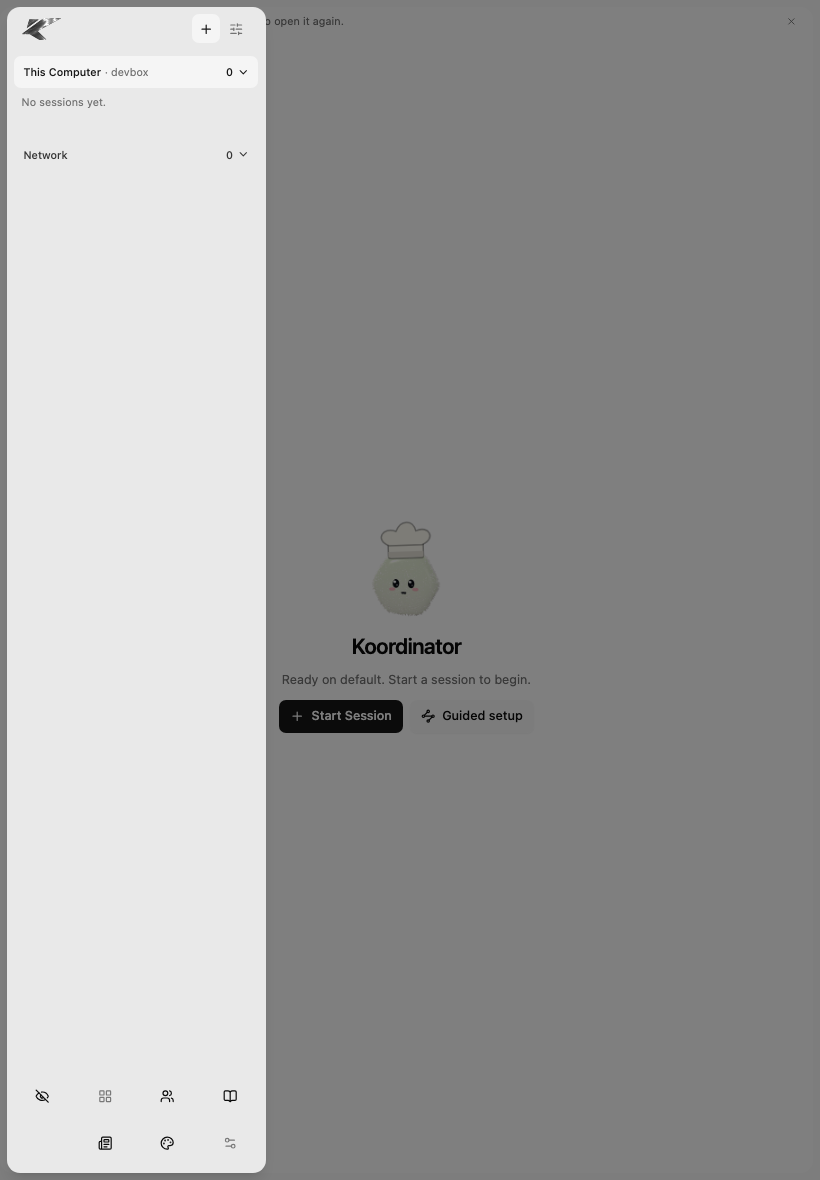 o open it again.
This Computer · devbox 0
No sessions yet.
Network 0
Koordinator
Ready on default. Start a session to begin.
Start Session
Guided setup